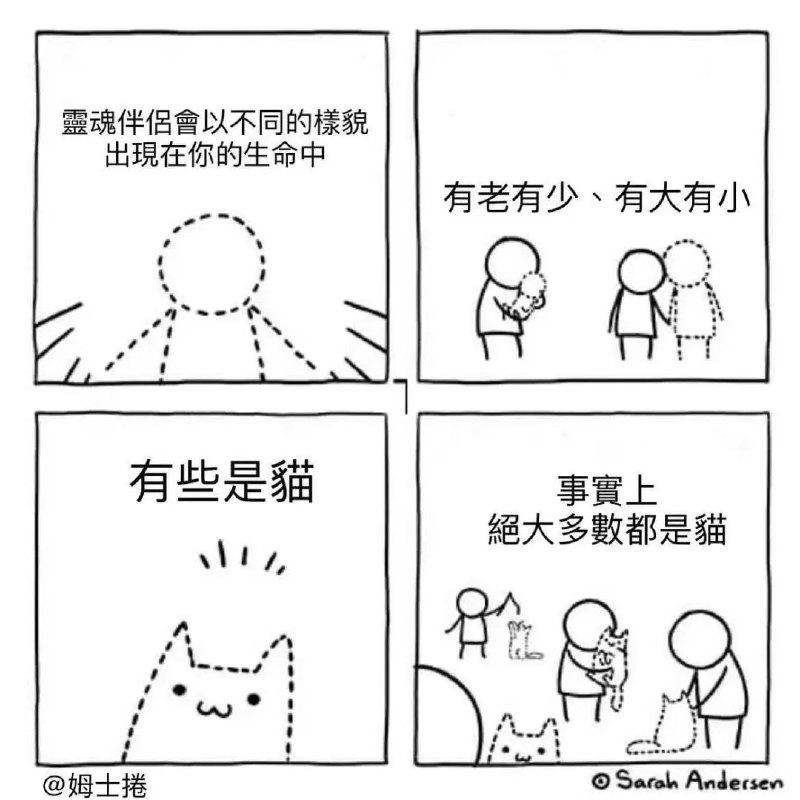 靈魂伴侶會以不同的樣貌
出現在你的生命中
有老有少、有大有小
有些是貓
事實上
絕大多數都是貓
@姆士捲
© Sarah Andersen